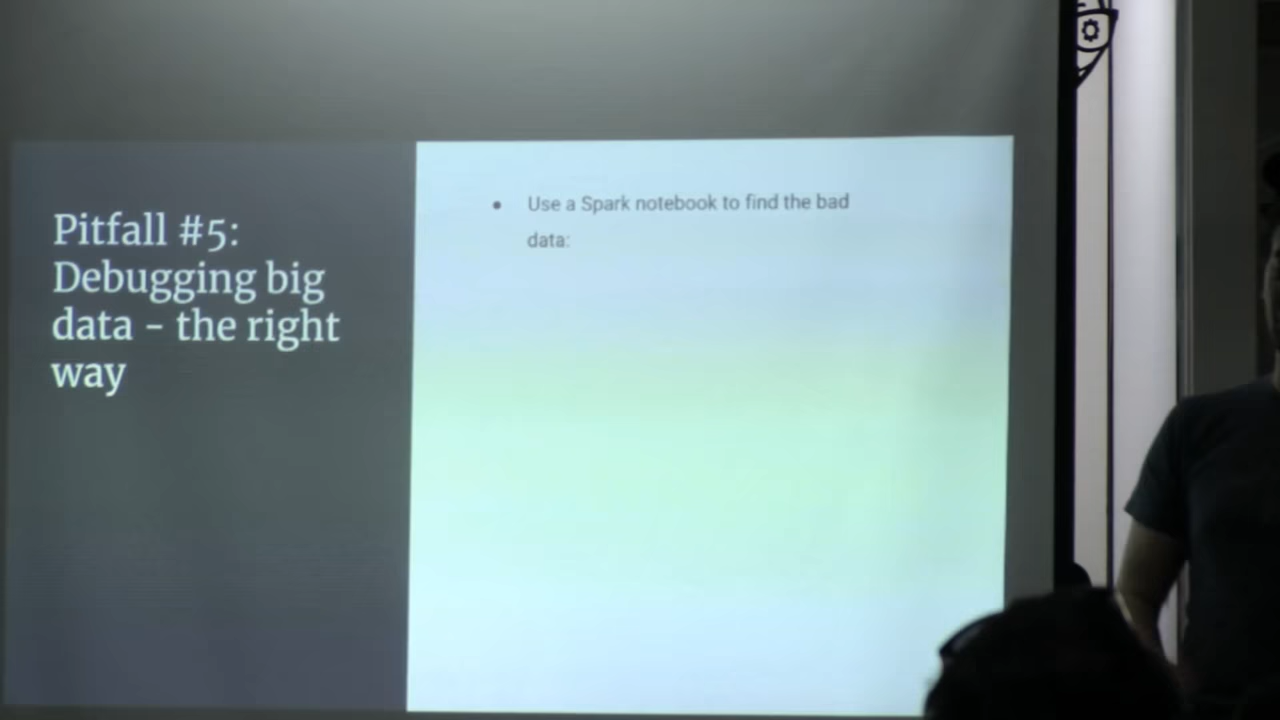 Pitfall #5:
Debugging big
data - the right
way
• Use a Spark notebook to find the bad
data: